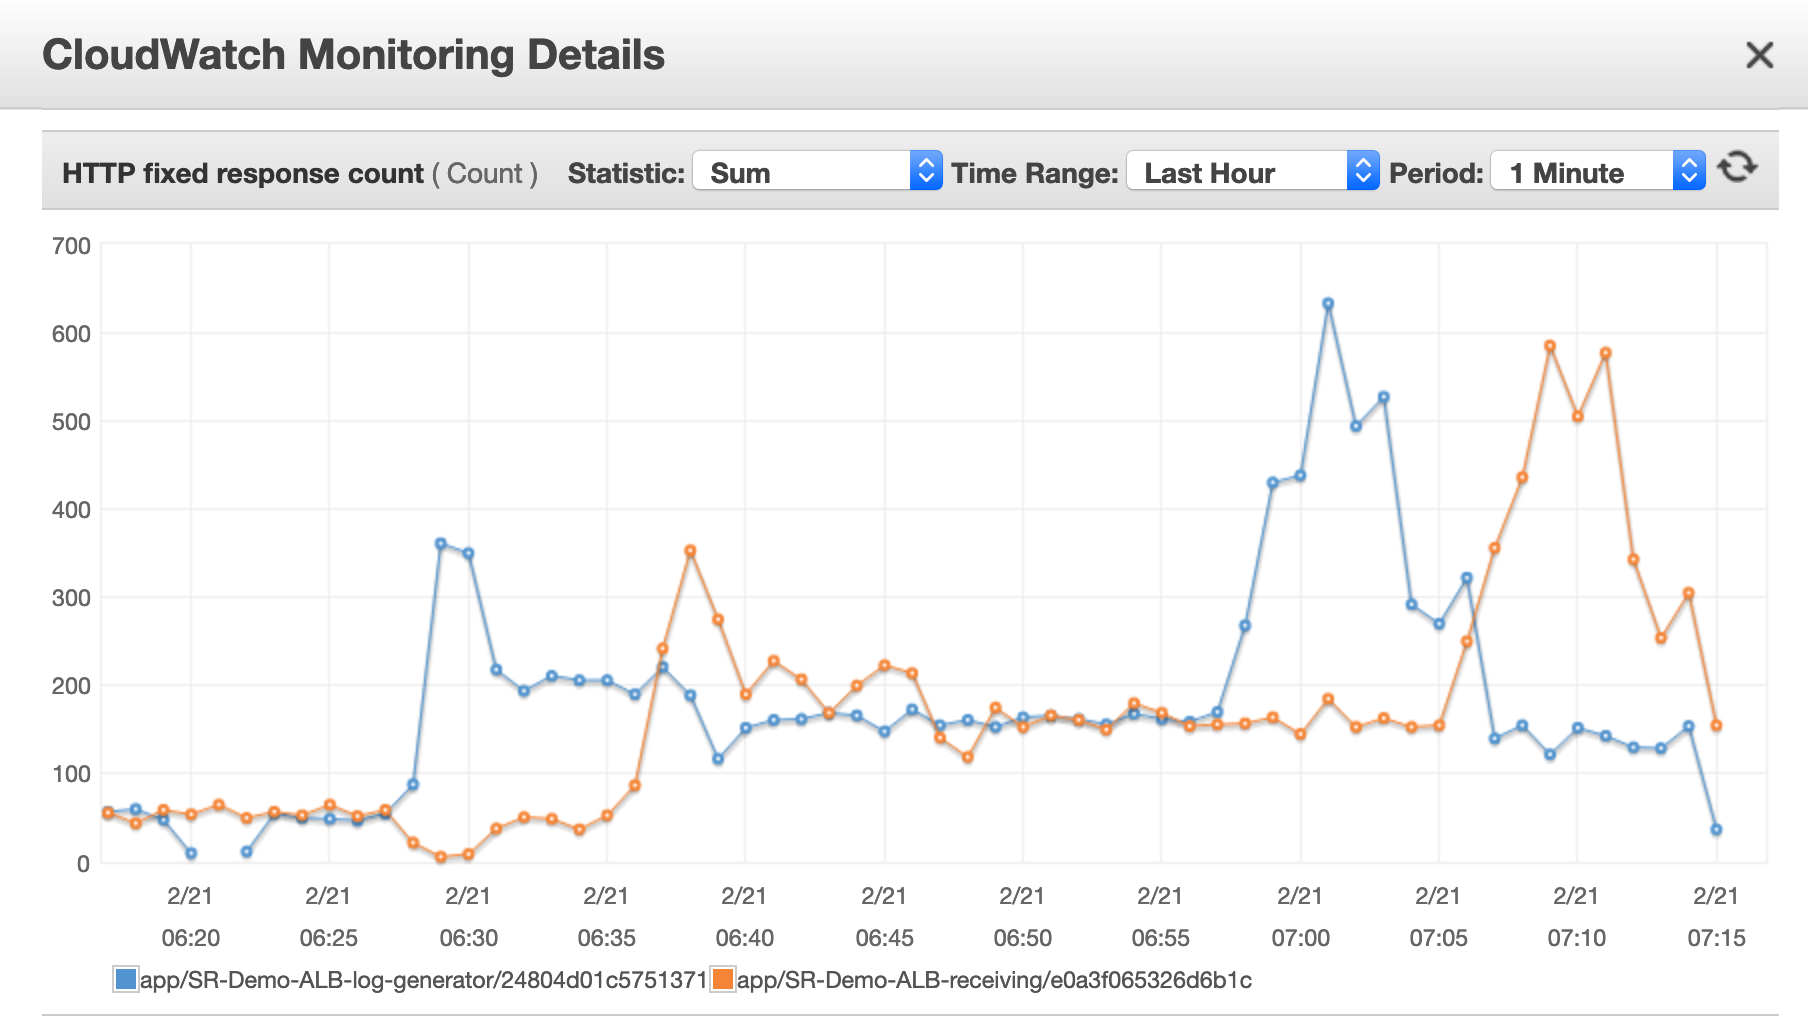 CloudWatch Monitoring Details
HTTP fixed response count ( Count ) Statistic: Sum Time Range: Last Hour Period: 1 Minute
700
600
500
400
300
200
100
0
2/21 2/21 2/21 2/21 2/21 2/21 2/21 2/21 2/21 2/21 2/21 2/21
06:20 06:25 06:30 06:35 06:40 06:45 06:50 06:55 07:00 07:05 07:10 07:15
app/SR-Demo-ALB-log-generator/24804d01c5751371 app/SR-Demo-ALB-receiving/e0a3f065326d6b1c